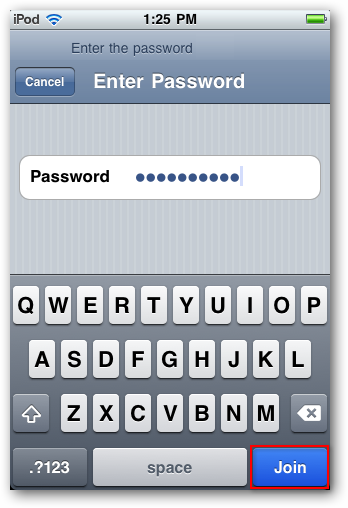 iPod 1:25 PM
Enter the password
Cancel Enter Password
Password ••••••••••
Q W E R T Y U I O P
A S D F G H J K L
Z X C V B N M
.?123 space Join